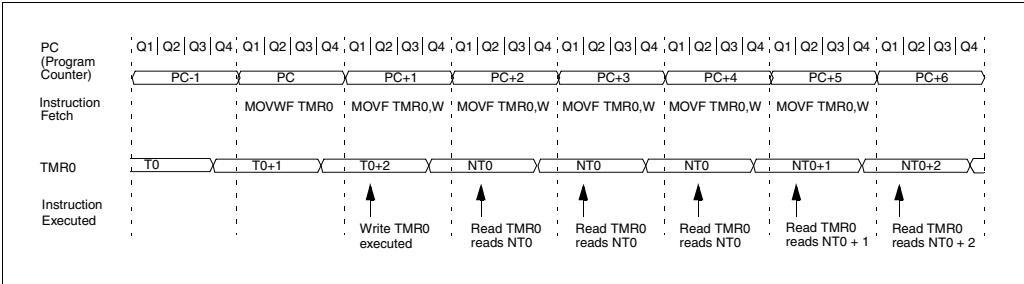 PC
(Program
Counter)
Q1 Q2 Q3 Q4 Q1 Q2 Q3 Q4 Q1 Q2 Q3 Q4 Q1 Q2 Q3 Q4 Q1 Q2 Q3 Q4 Q1 Q2 Q3 Q4 Q1 Q2 Q3 Q4 Q1 Q2 Q3 Q4
PC-1 PC PC+1 PC+2 PC+3 PC+4 PC+5 PC+6
Instruction
Fetch
MOVWF TMR0 MOVF TMR0,W MOVF TMR0,W MOVF TMR0,W MOVF TMR0,W MOVF TMR0,W
TMR0
T0 T0+1 T0+2 NT0 NT0 NT0 NT0+1 NT0+2
Instruction
Executed
Write TMR0
executed
Read TMR0
reads NT0
Read TMR0
reads NT0
Read TMR0
reads NT0
Read TMR0
reads NT0 + 1
Read TMR0
reads NT0 + 2